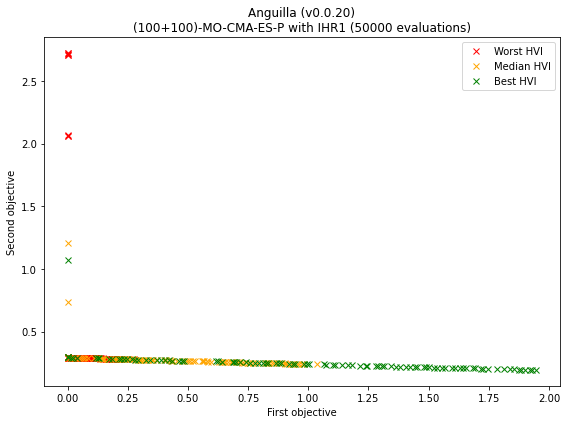 Anguilla (v0.0.20)
(100+100)-MO-CMA-ES-P with IHR1 (50000 evaluations)
Worst HVI
Median HVI
Best HVI
Second objective
2.5
2.0
1.5
1.0
0.5
0.00 0.25 0.50 0.75 1.00 1.25 1.50 1.75 2.00
First objective